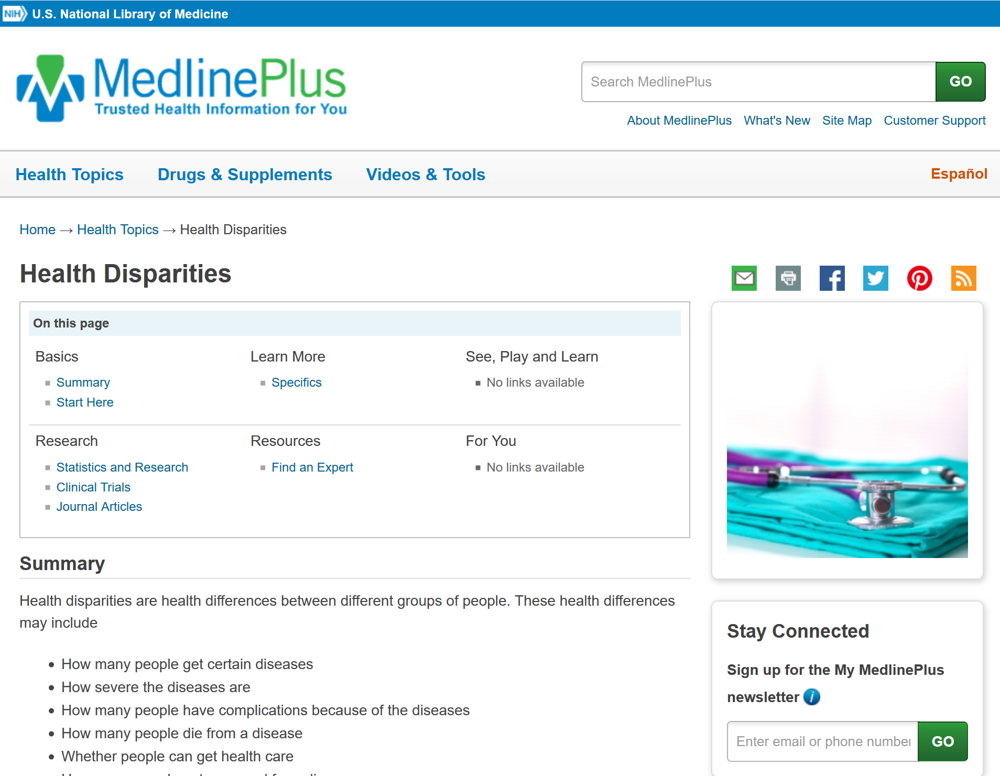 NIH U.S. National Library of Medicine
MedlinePlus
Trusted Health Information for You
Search MedlinePlus GO
About MedlinePlus What's New Site Map Customer Support
Health Topics Drugs & Supplements Videos & Tools Español
Home → Health Topics → Health Disparities
Health Disparities
On this page
Basics
Summary
Start Here
Learn More
Specifics
See, Play and Learn
No links available
Research
Statistics and Research
Clinical Trials
Journal Articles
Resources
Find an Expert
For You
No links available
Summary
Health disparities are health differences between different groups of people. These health differences
may include
How many people get certain diseases
How severe the diseases are
How many people have complications because of the diseases
How many people die from a disease
Whether people can get health care
Stay Connected
Sign up for the My MedlinePlus
newsletter
Enter email or phone number GO